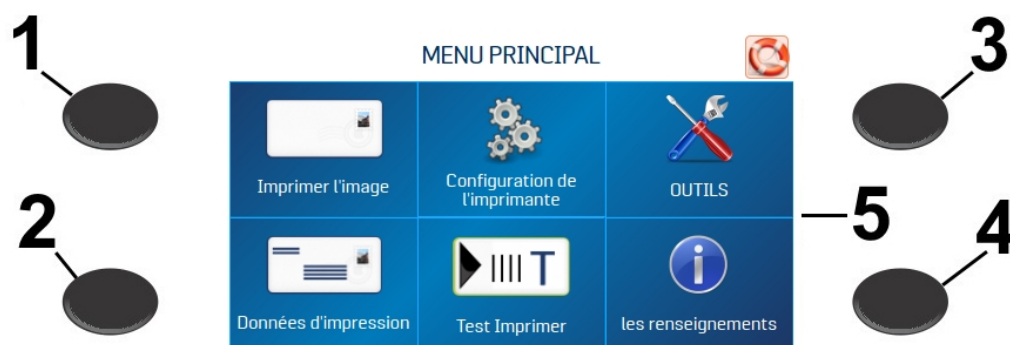 1
3
MENU PRINCIPAL
Imprimer l'image
Configuration de
l'imprimante
OUTILS
2
5
4
Données d'impression
T
Test Imprimer
i
les renseignements